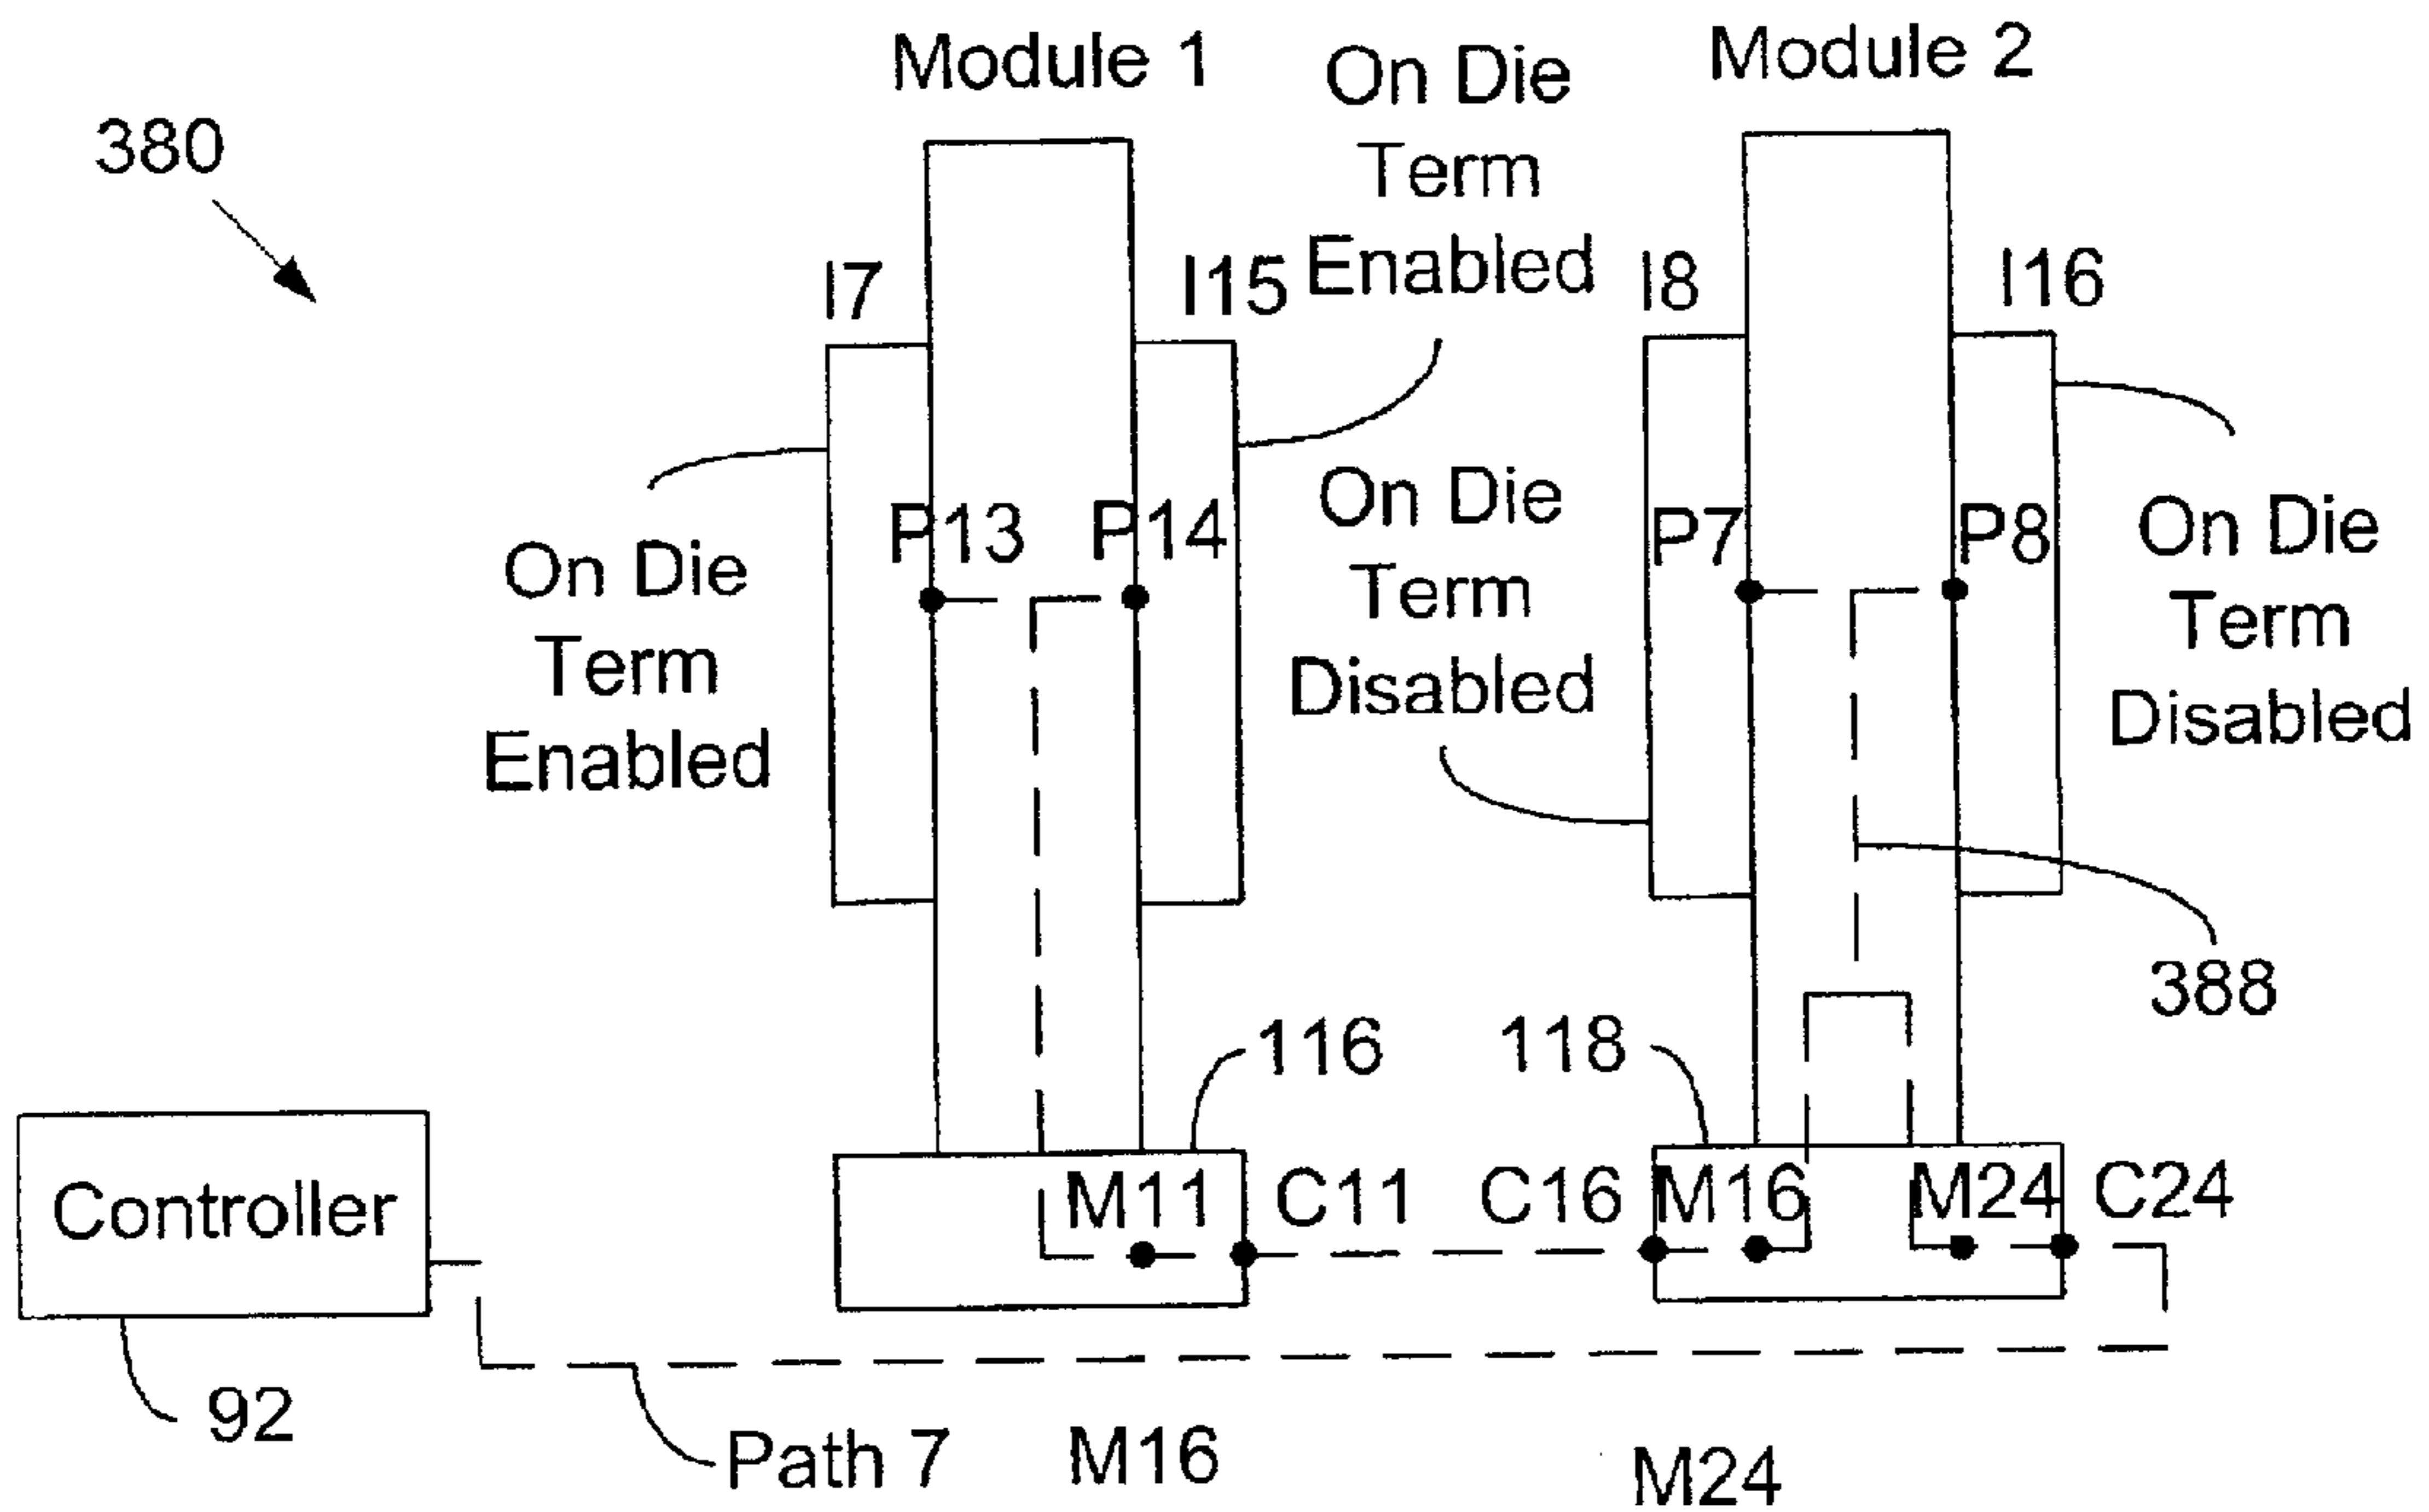 Module 1
Module 2
380
On Die
Term
Enabled
I7
I15
I8
I16
On Die
Term
Enabled
P13
P14
On Die
Term
Disabled
P7
P8
On Die
Term
Disabled
388
116
118
Controller
M11
C11
C16
M16
M24
C24
92
Path 7
M16
M24